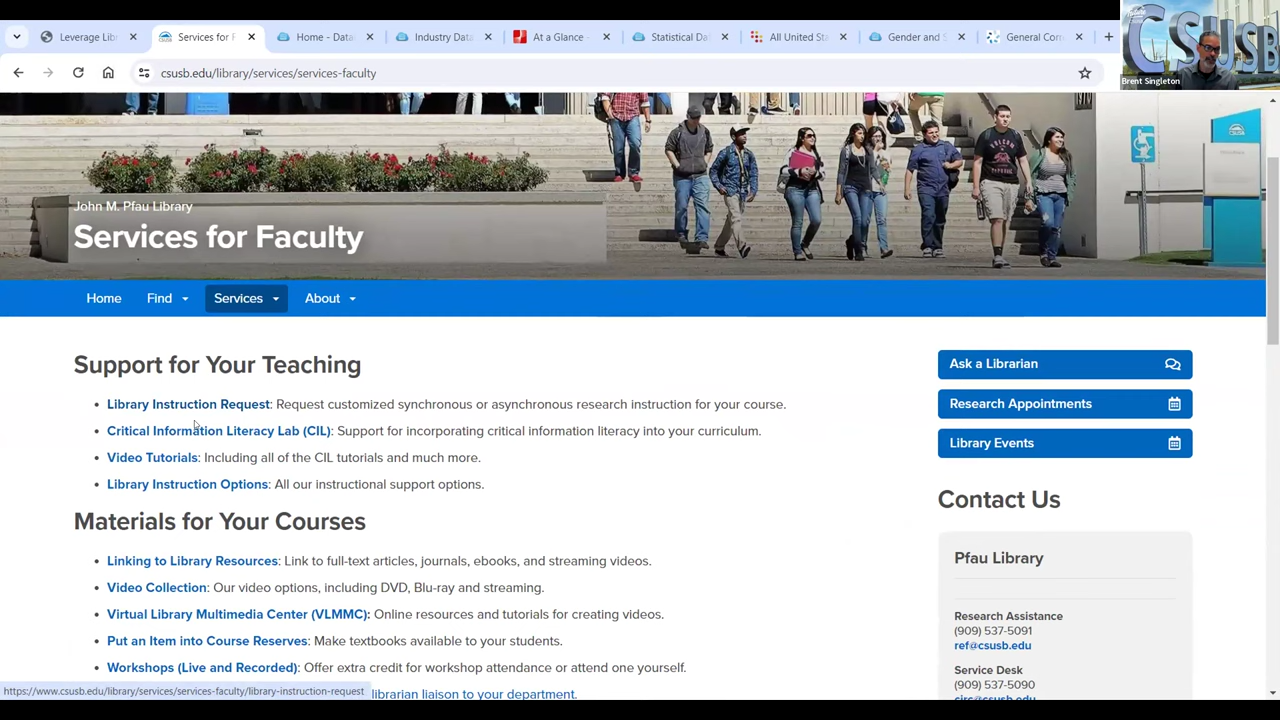 Leverage Lib
Services for F
Home - Data
Industry Data
At a Glance -
Statistical Da
All United Sta
Gender and S
General Com
csusb.edu/library/services/services-faculty
CSUSB
Brent Singleton
John M. Pfau Library
Services for Faculty
Home
Find
Services
About
Support for Your Teaching
• Library Instruction Request: Request customized synchronous or asynchronous research instruction for your course.
• Critical Information Literacy Lab (CIL): Support for incorporating critical information literacy into your curriculum.
• Video Tutorials: Including all of the CIL tutorials and much more.
• Library Instruction Options: All our instructional support options.
Materials for Your Courses
• Linking to Library Resources: Link to full-text articles, journals, ebooks, and streaming videos.
• Video Collection: Our video options, including DVD, Blu-ray and streaming.
• Virtual Library Multimedia Center (VLMMC): Online resources and tutorials for creating videos.
• Put an Item into Course Reserves: Make textbooks available to your students.
• Workshops (Live and Recorded): Offer extra credit for workshop attendance or attend one yourself.
librarian liaison to your department.
Ask a Librarian
Research Appointments
Library Events
Contact Us
Pfau Library
Research Assistance
(909) 537-5091
ref@csusb.edu
Service Desk
(909) 537-5090
circ@csusb.edu
https://www.csusb.edu/library/services/services-faculty/library-instruction-request